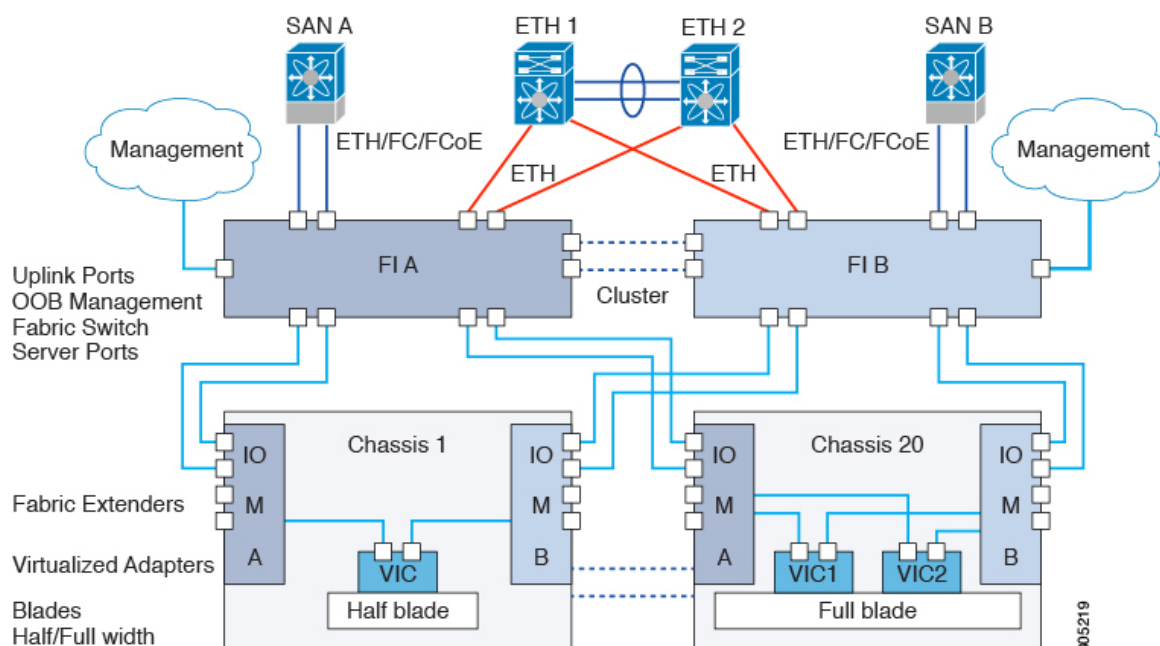 SAN A
ETH 1
ETH 2
SAN B
Management
ETH/FC/FCoE
ETH
ETH
ETH/FC/FCoE
Management
FI A
FI B
Cluster
Uplink Ports
OOB Management
Fabric Switch
Server Ports
Chassis 1
Chassis 20
IO
M
A
IO
M
B
IO
M
A
IO
M
B
Fabric Extenders
Virtualized Adapters
VIC
VIC1
VIC2
Blades
Half/Full width
Half blade
Full blade